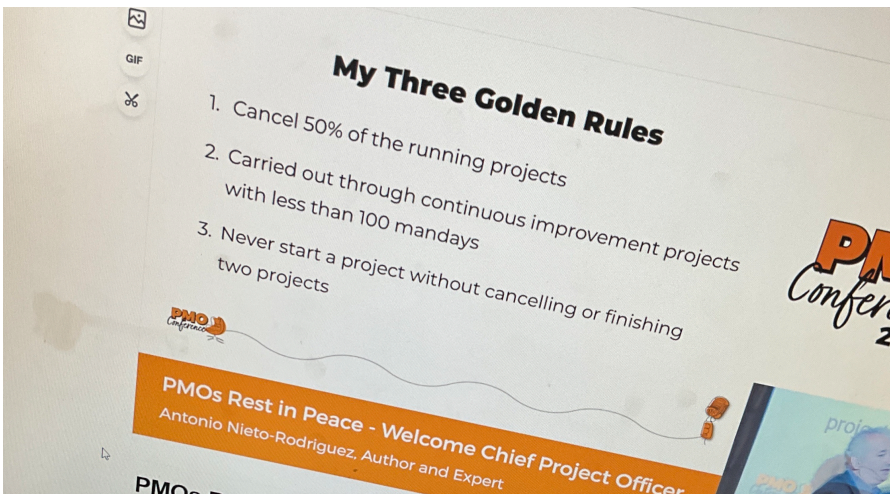 GIF
My Three Golden Rules
1. Cancel 50% of the running projects
2. Carried out through continuous improvement projects
with less than 100 mandays
3. Never start a project without cancelling or finishing
two projects
PMO
Conference
PMOs Rest in Peace - Welcome Chief Project Officer
Antonio Nieto-Rodriguez, Author and Expert